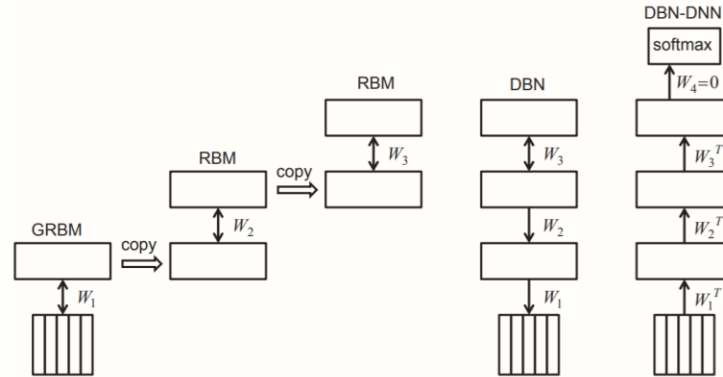 DBN-DNN
softmax
W₄=0
RBM
DBN
W₃
W₃
W₃ᵀ
RBM
copy
W₂
W₂
W₂ᵀ
GRBM
copy
W₁
W₁
W₁ᵀ